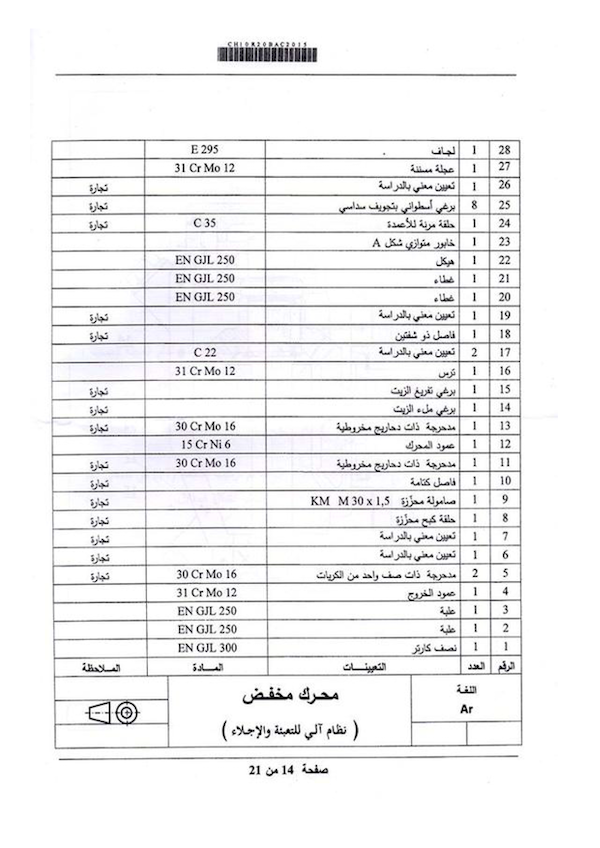 CH10R20BAC2015
28 1 لجاف E 295
27 1 عجلة مسننة 31 Cr Mo 12
26 1 تعيين معني بالدراسة تجارة
25 8 برغي أسطواني بتجويف سداسي تجارة
24 1 حلقة مرنة للأعمدة C 35 تجارة
23 1 خابور متوازي شكل A
22 1 هيكل EN GJL 250
21 1 غطاء EN GJL 250
20 1 غطاء EN GJL 250
19 1 تعيين معني بالدراسة تجارة
18 1 فاصل ذو شفتين تجارة
17 2 تعيين معني بالدراسة C 22
16 1 ترس 31 Cr Mo 12
15 1 برغي تفريغ الزيت تجارة
14 1 برغي ملء الزيت تجارة
13 1 مدحرجة ذات دحاريج مخروطية 30 Cr Mo 16 تجارة
12 1 عمود المحرك 15 Cr Ni 6
11 1 مدحرجة ذات دحاريج مخروطية 30 Cr Mo 16 تجارة
10 1 فاصل كتامة تجارة
9 1 صامولة محزّزة KM M 30 x 1,5 تجارة
8 1 حلقة كبح محزّزة تجارة
7 1 تعيين معني بالدراسة تجارة
6 1 تعيين معني بالدراسة تجارة
5 2 مدحرجة ذات صف واحد من الكريات 30 Cr Mo 16 تجارة
4 1 عمود الخروج 31 Cr Mo 12
3 1 علبة EN GJL 250
2 1 علبة EN GJL 250
1 1 نصف كارتر EN GJL 300
الرقم العدد التعيينـــات المـــادة المـــلاحظة
اللغة
Ar
محرك مخفض
( نظام آلي للتعبئة والإجلاء )
صفحة 14 من 21